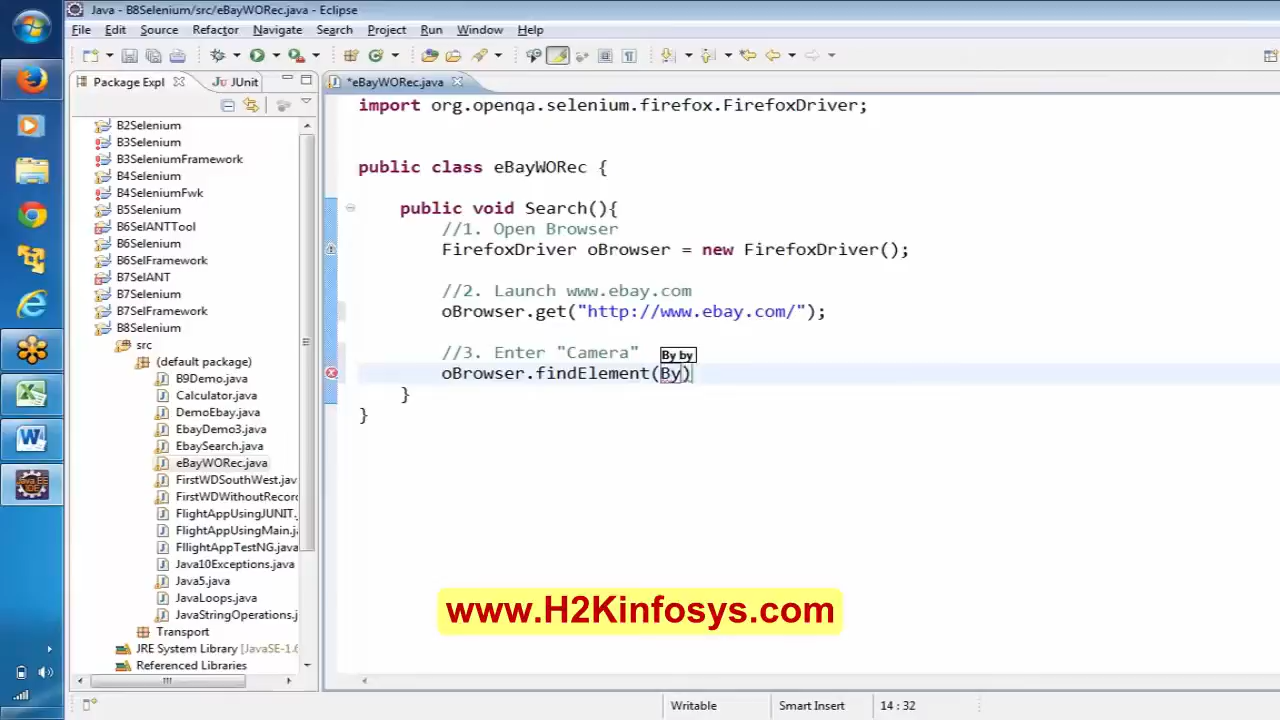 Java - B8Selenium/src/eBayWORec.java - Eclipse
File Edit Source Refactor Navigate Search Project Run Window Help
Package Expl JUnit *eBayWORec.java
import org.openqa.selenium.firefox.FirefoxDriver;
public class eBayWORec {
public void Search(){
//1. Open Browser
FirefoxDriver oBrowser = new FirefoxDriver();
//2. Launch www.ebay.com
oBrowser.get("http://www.ebay.com/");
//3. Enter "Camera"
By by
oBrowser.findElement(By)
}
}
B2Selenium
B3Selenium
B3SeleniumFramework
B4Selenium
B4SeleniumFwk
B5Selenium
B6SelANTTool
B6Selenium
B6SelFramework
B7SelANT
B7Selenium
B7SelFramework
B8Selenium
src
(default package)
B9Demo.java
Calculator.java
DemoEbay.java
EbayDemo3.java
EbaySearch.java
eBayWORec.java
FirstWDSouthWest.jav
FirstWDWithoutRecor
FlightAppUsingJUNIT.
FlightAppUsingMain.j
FllightAppTestNG.java
Java10Exceptions.java
Java5.java
JavaLoops.java
JavaStringOperations.j
Transport
JRE System Library [JavaSE-1.6
Referenced Libraries
www.H2Kinfosys.com
Writable Smart Insert 14 : 32
Java EE
IDE